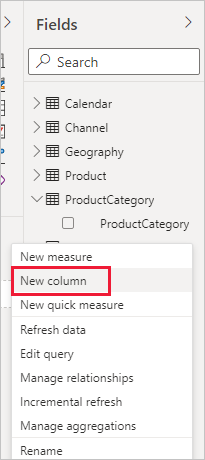 Fields
Search
Calendar
Channel
Geography
Product
ProductCategory
ProductCategory
New measure
New column
New quick measure
Refresh data
Edit query
Manage relationships
Incremental refresh
Manage aggregations
Rename